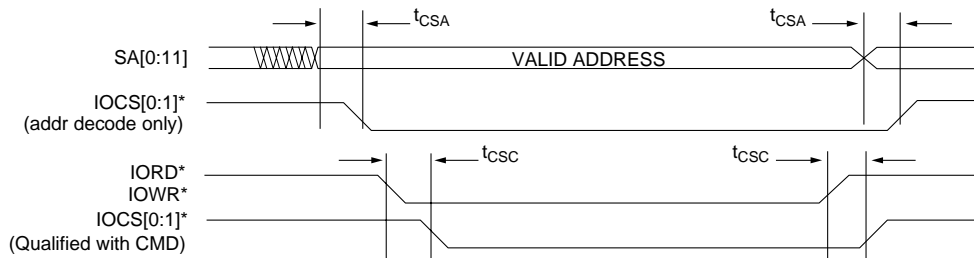 tCSA
tCSA
SA[0:11]
VALID ADDRESS
IOCS[0:1]*
(addr decode only)
tCSC
tCSC
IORD*
IOWR*
IOCS[0:1]*
(Qualified with CMD)